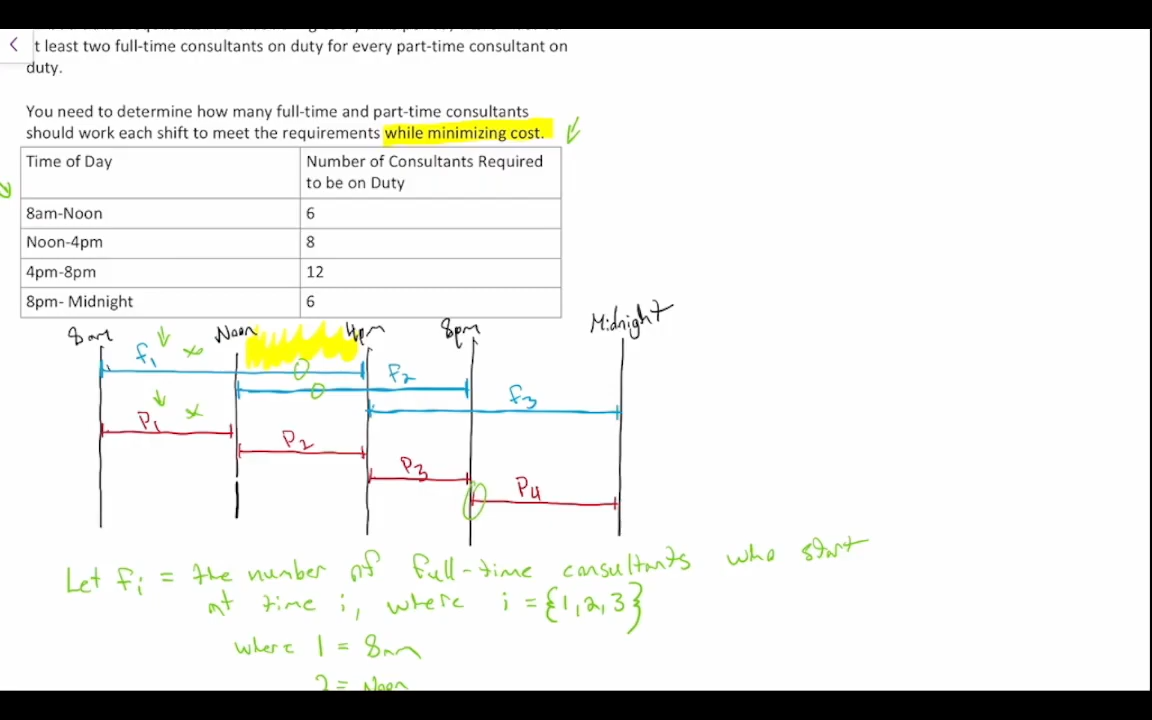 t least two full-time consultants on duty for every part-time consultant on
duty.
You need to determine how many full-time and part-time consultants
should work each shift to meet the requirements while minimizing cost.
Time of Day
Number of Consultants Required
to be on Duty
8am-Noon
6
Noon-4pm
8
4pm-8pm
12
8pm- Midnight
6
8am Noon 4pm 8pm Midnight
f1 x
F2
f3
P1 x
P2
P3
P4
Let fi = the number of full-time consultants who start
at time i, where i = {1,2,3}
where 1 = 8am
2 = Noon